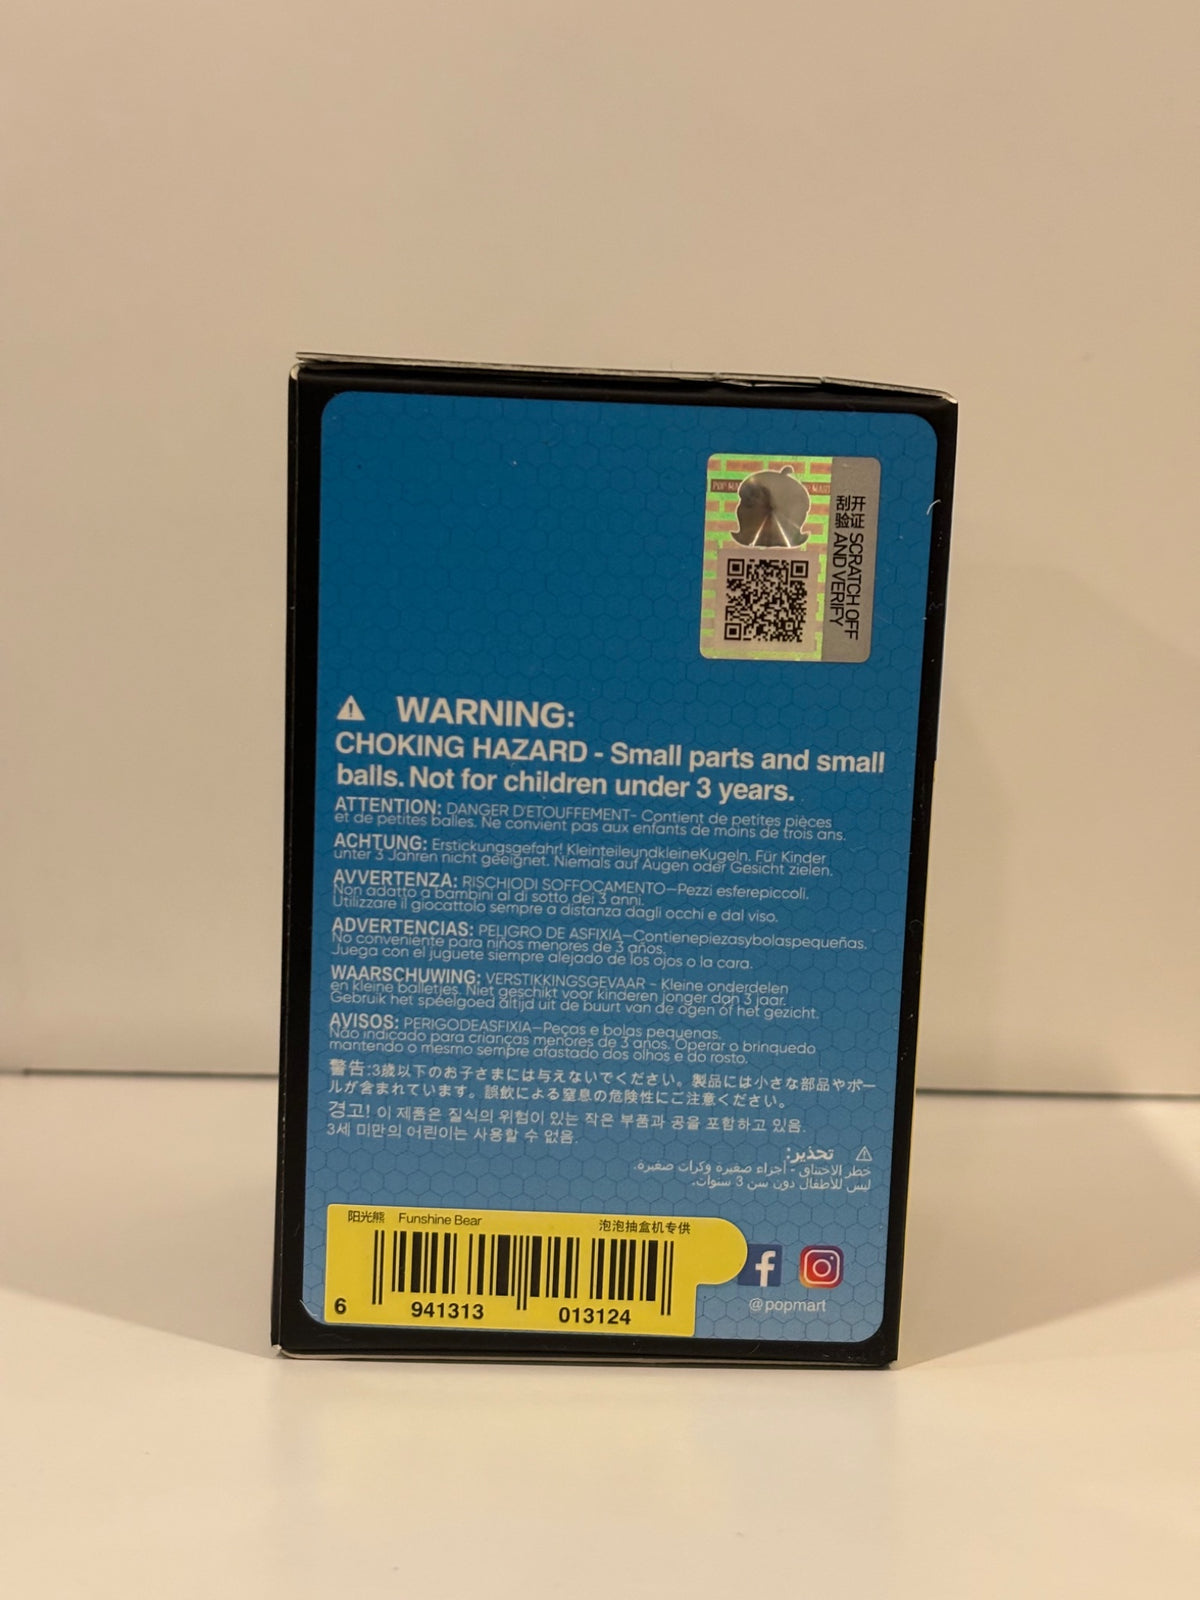 POP MART
刮开
验证 SCRATCH OFF
AND VERIFY
WARNING:
CHOKING HAZARD - Small parts and small
balls. Not for children under 3 years.
ATTENTION: DANGER D'ETOUFFEMENT- Contient de petites pièces
et de petites balles. Ne convient pas aux enfants de moins de trois ans.
ACHTUNG: Erstickungsgefahr! KleinteileundkleineKugeln. Für Kinder
unter 3 Jahren nicht geeignet. Niemals auf Augen oder Gesicht zielen.
AVVERTENZA: RISCHIODI SOFFOCAMENTO—Pezzi esferepiccoli.
Non adatto a bambini al di sotto dei 3 anni.
Utilizzare il giocattolo sempre a distanza dagli occhi e dal viso.
ADVERTENCIAS: PELIGRO DE ASFIXIA—Contienepiezasybolaspequeñas.
No conveniente para niños menores de 3 años.
Juega con el juguete siempre alejado de los ojos o la cara.
WAARSCHUWING: VERSTIKKINGSGEVAAR - Kleine onderdelen
en kleine balletjes. Niet geschikt voor kinderen jonger dan 3 jaar.
Gebruik het speelgoed altijd uit de buurt van de ogen of het gezicht.
AVISOS: PERIGODEASFIXIA—Peças e bolas pequenas.
Não indicado para crianças menores de 3 anos. Operar o brinquedo
mantendo o mesmo sempre afastado dos olhos e do rosto.
警告:3歳以下のお子さまには与えないでください。製品には小さな部品やボー
ルが含まれています。誤飲による窒息の危険性にご注意ください。
경고! 이 제품은 질식의 위험이 있는 작은 부품과 공을 포함하고 있음.
3세 미만의 어린이는 사용할 수 없음.
تحذير:
خطر الاختناق - أجزاء صغيرة وكرات صغيرة.
ليس للأطفال دون سن 3 سنوات.
阳光熊 Funshine Bear 泡泡抽盒机专供
6 941313 013124
@popmart